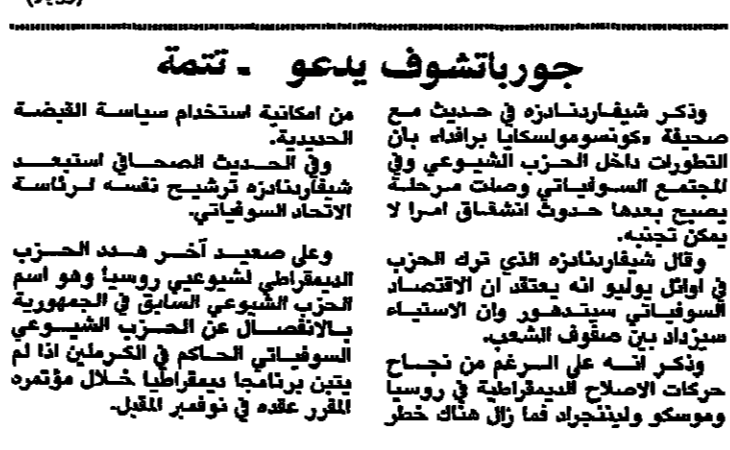 جورباتشوف يدعو - تتمة
وذكر شيفاردنادزه في حديث مع
صحيفة «كونسومولسكايا برافدا» بان
التطورات داخل الحزب الشيوعي وفي
المجتمع السوفياتي وصلت مرحلة
يصبح بعدها حدوث انشقاق امرا لا
يمكن تجنبه.
وقال شيفاردنادزه الذي ترك الحزب
في اوائل يوليو انه يعتقد ان الاقتصاد
السوفياتي سيتدهور وان الاستياء
سيزداد بين صفوف الشعب.
وذكر انه على الرغم من نجاح
حركات الاصلاح الديمقراطية في روسيا
وموسكو وليننجراد فما زال هناك خطر
من امكانية استخدام سياسة القبضة
الحديدية.
وفي الحديث الصحافي استبعد
شيفاردنادزه ترشيح نفسه لرئاسة
الاتحاد السوفياتي.
وعلى صعيد آخر هدد الحزب
الديمقراطي لشيوعيي روسيا وهو اسم
الحزب الشيوعي السابق في الجمهورية
بالانفصال عن الحزب الشيوعي
السوفياتي الحاكم في الكرملين اذا لم
يتبن برنامجا ديمقراطيا خلال مؤتمره
المقرر عقده في نوفمبر المقبل.